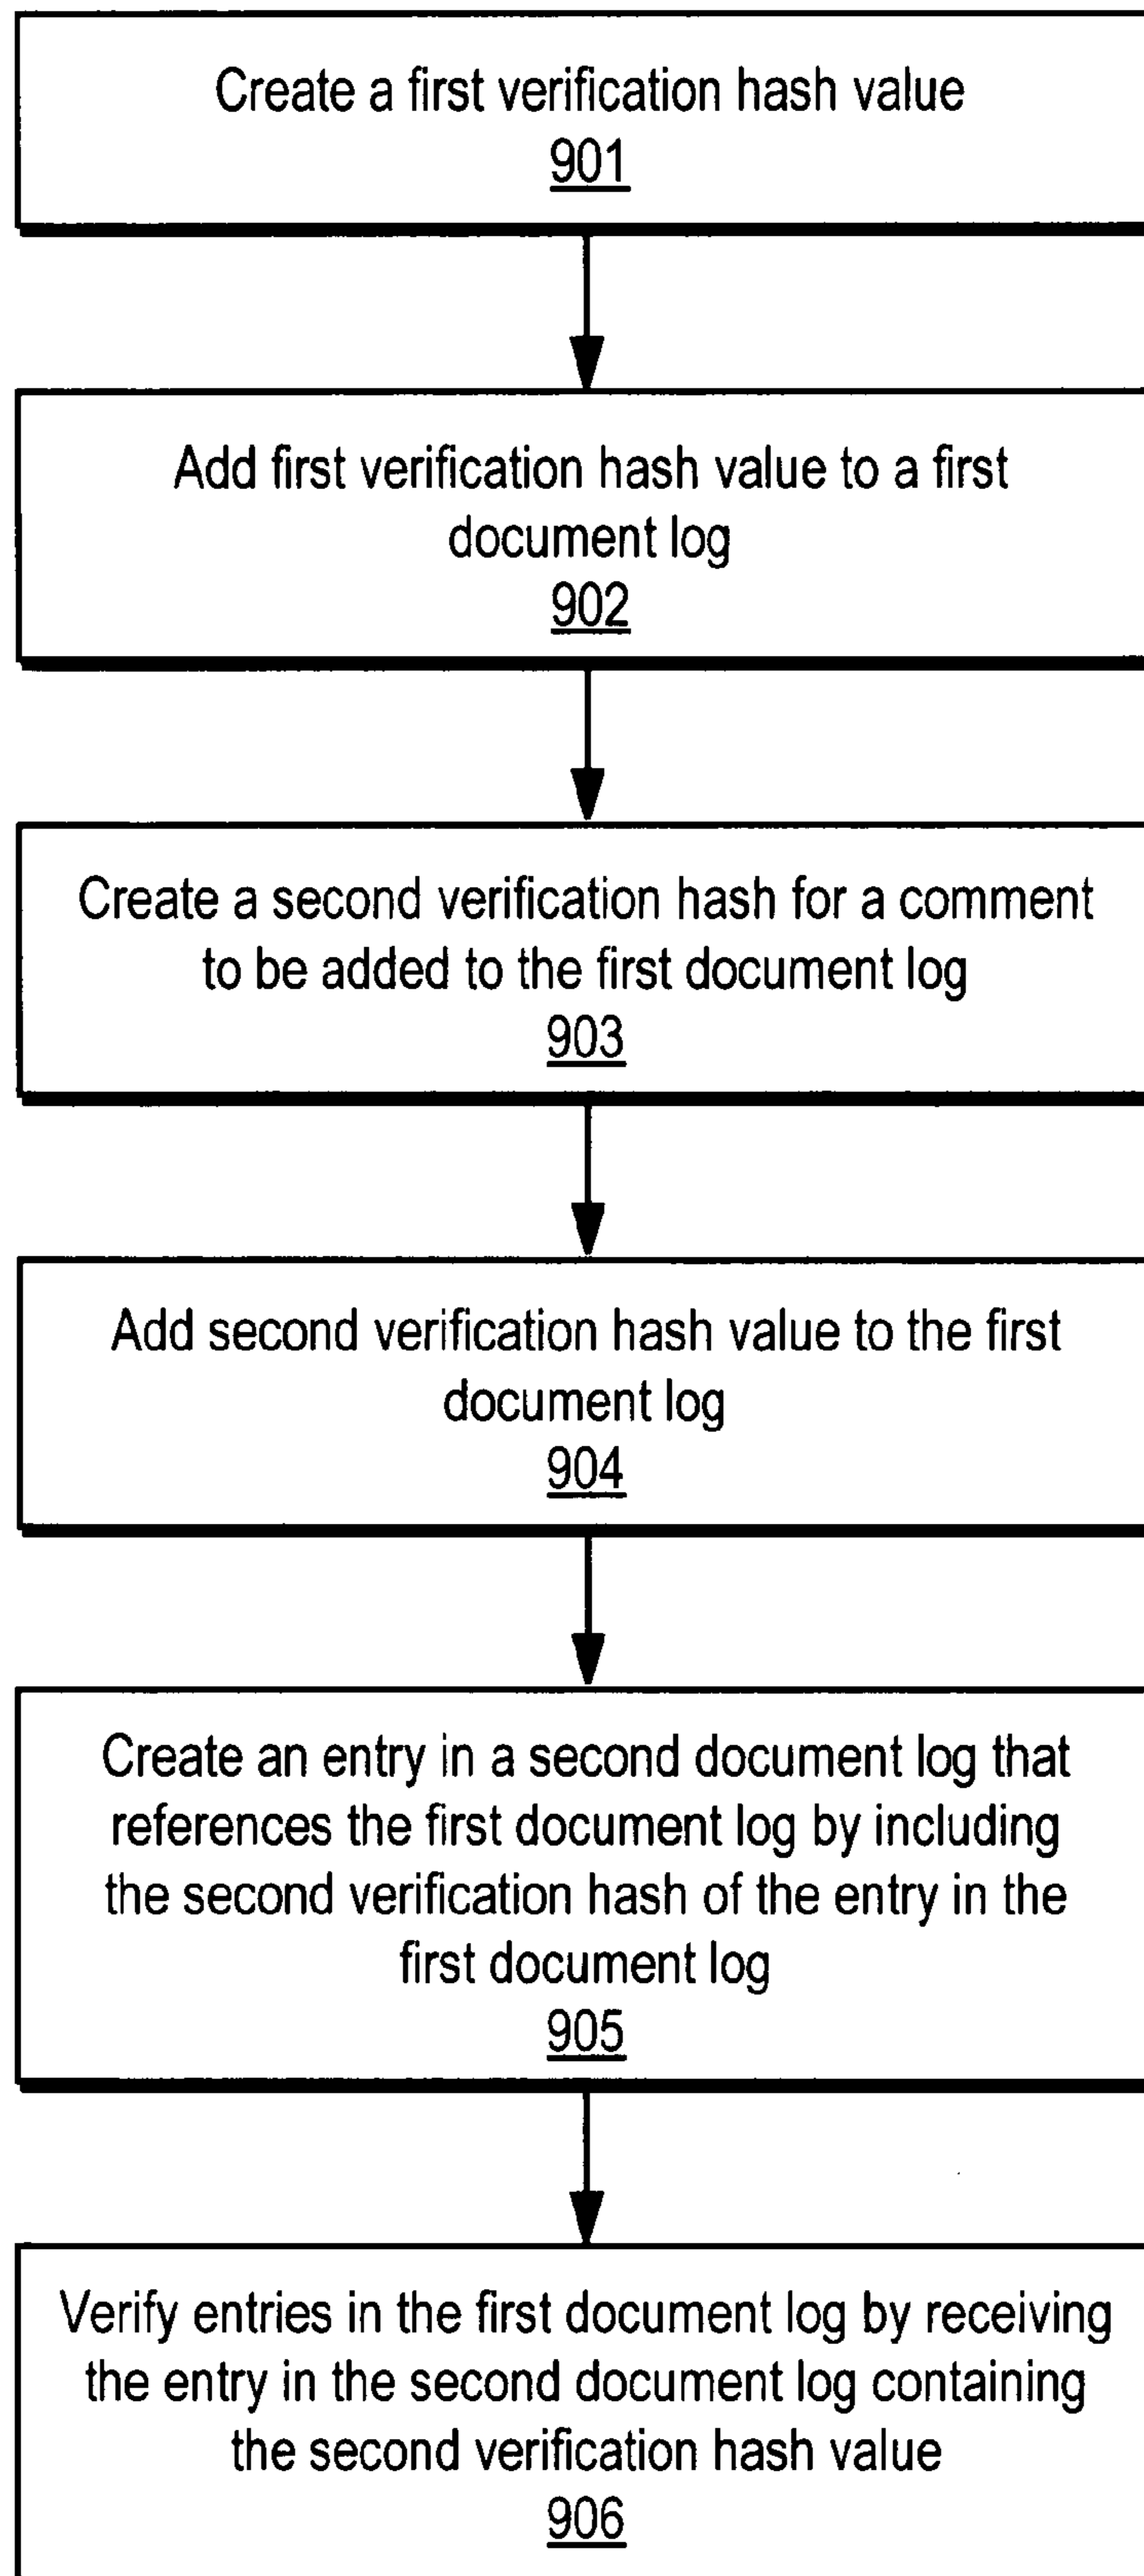 Create a first verification hash value
901
Add first verification hash value to a first
document log
902
Create a second verification hash for a comment
to be added to the first document log
903
Add second verification hash value to the first
document log
904
Create an entry in a second document log that
references the first document log by including
the second verification hash of the entry in the
first document log
905
Verify entries in the first document log by receiving
the entry in the second document log containing
the second verification hash value
906